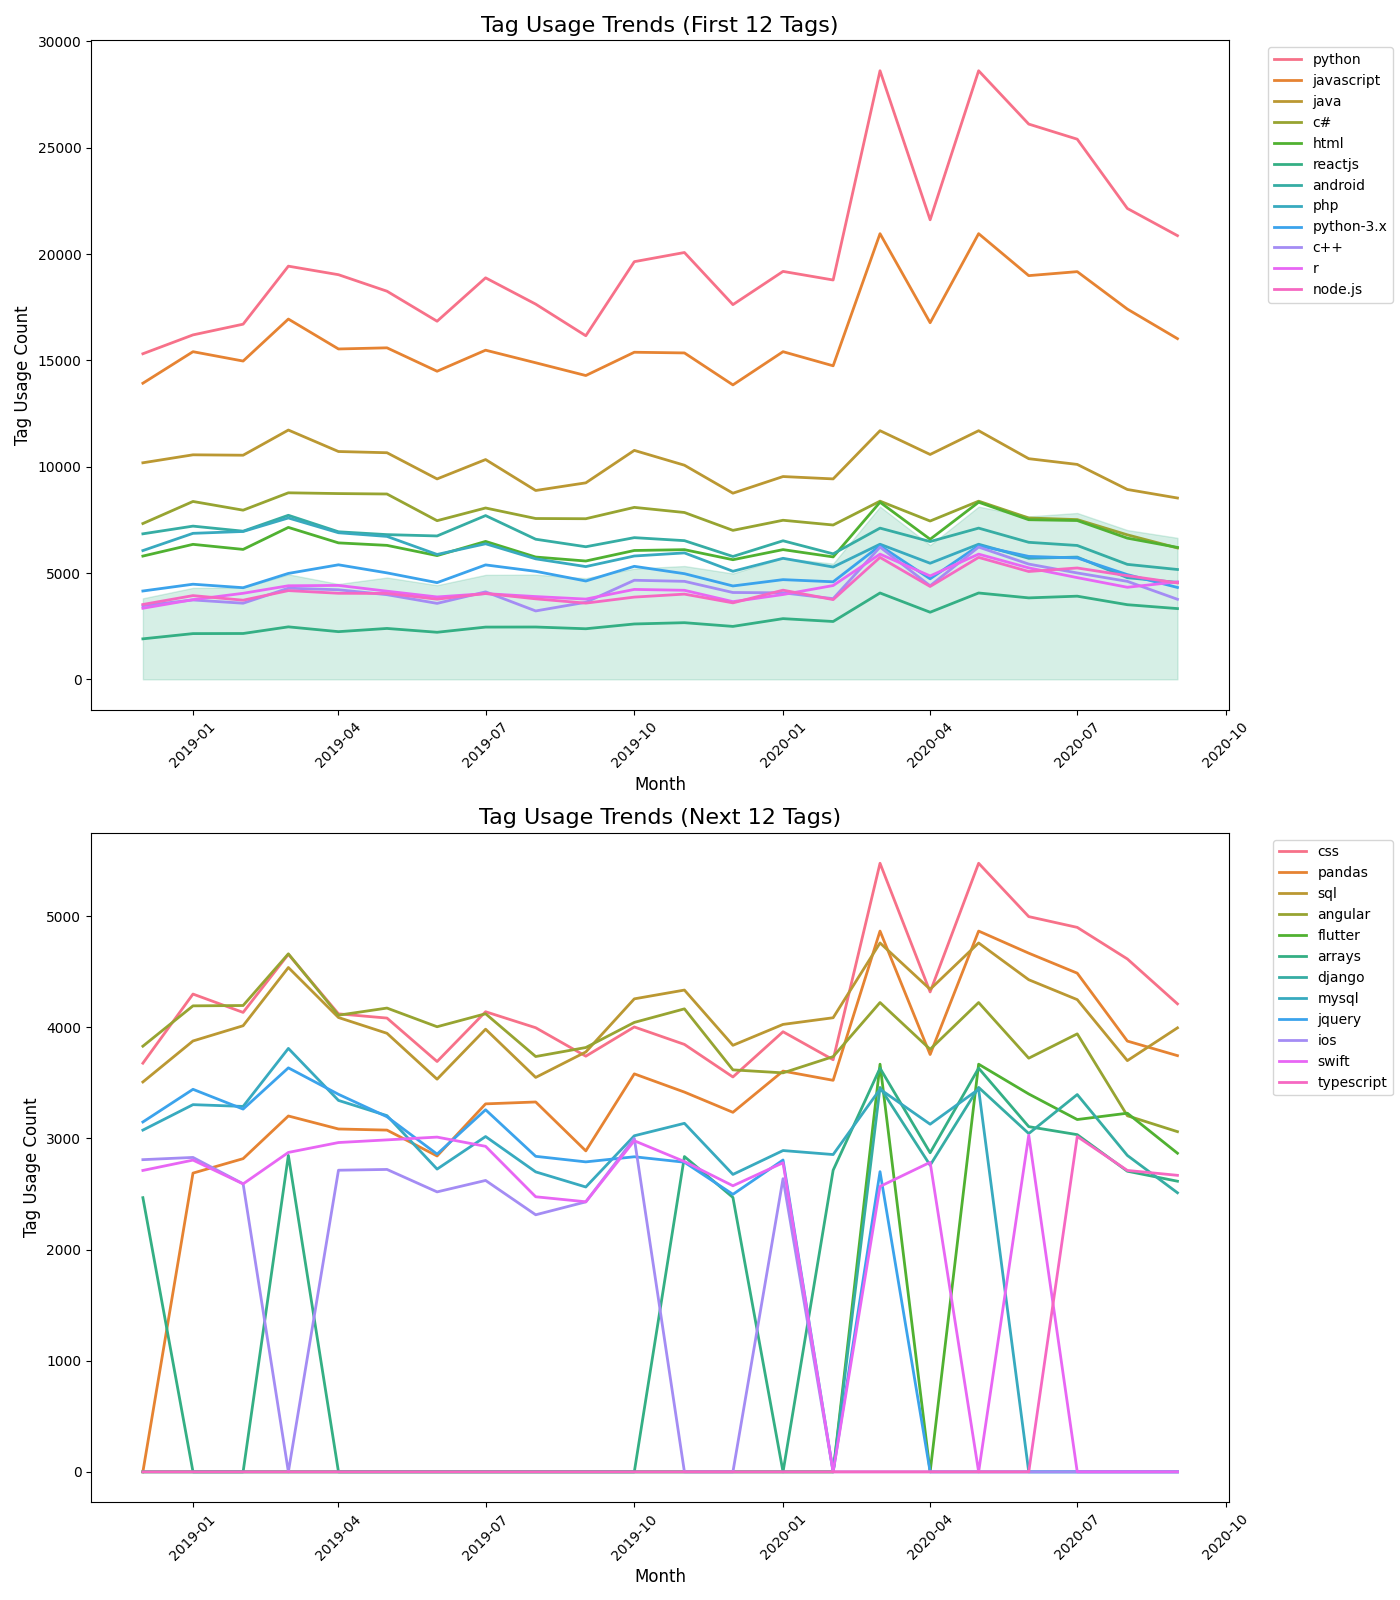 Tag Usage Trends (First 12 Tags)
30000
25000
20000
15000
10000
5000
0
Tag Usage Count
2019-01
2019-04
2019-07
2019-10
2020-01
2020-04
2020-07
2020-10
Month
python
javascript
java
c#
html
reactjs
android
php
python-3.x
c++
r
node.js
Tag Usage Trends (Next 12 Tags)
5000
4000
3000
2000
1000
0
Tag Usage Count
2019-01
2019-04
2019-07
2019-10
2020-01
2020-04
2020-07
2020-10
Month
css
pandas
sql
angular
flutter
arrays
django
mysql
jquery
ios
swift
typescript